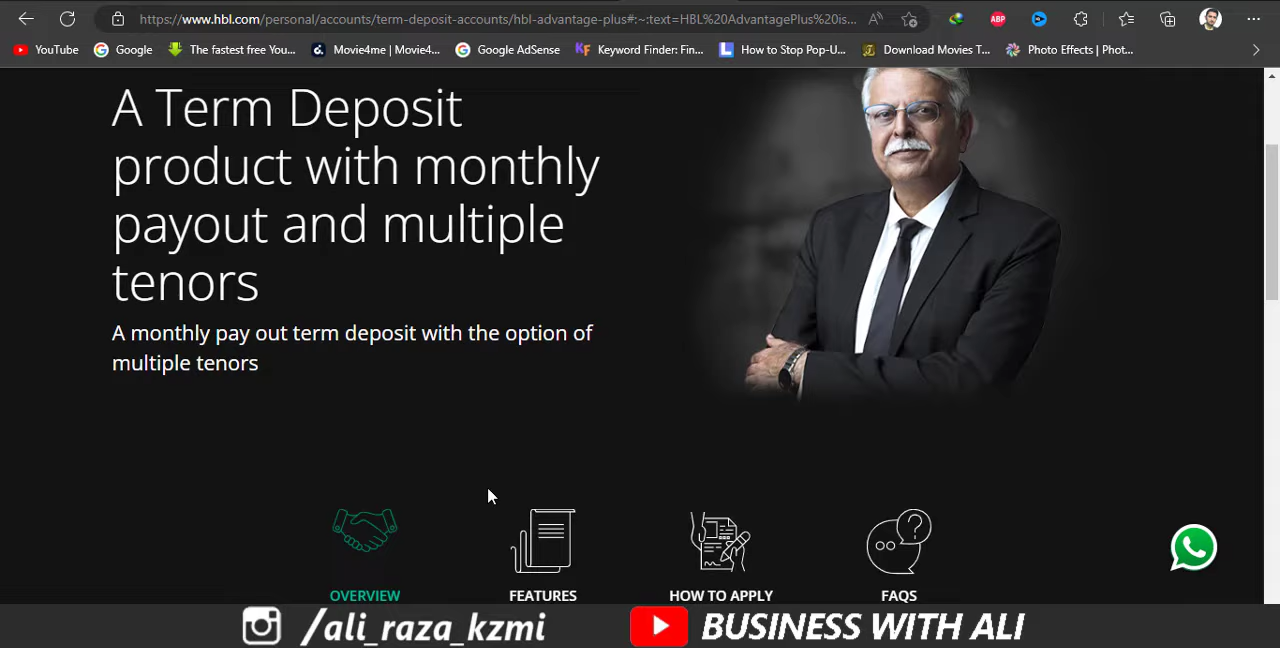 https://www.hbl.com/personal/accounts/term-deposit-accounts/hbl-advantage-plus#:~:text=HBL%20AdvantagePlus%20is...
ABP
YouTube
Google
The fastest free You...
Movie4me | Movie4...
Google AdSense
KF Keyword Finder: Fin...
L How to Stop Pop-U...
Download Movies T...
Photo Effects | Phot...
A Term Deposit
product with monthly
payout and multiple
tenors
A monthly pay out term deposit with the option of
multiple tenors
OVERVIEW
FEATURES
HOW TO APPLY
FAQS
/ali_raza_kzmi
BUSINESS WITH ALI